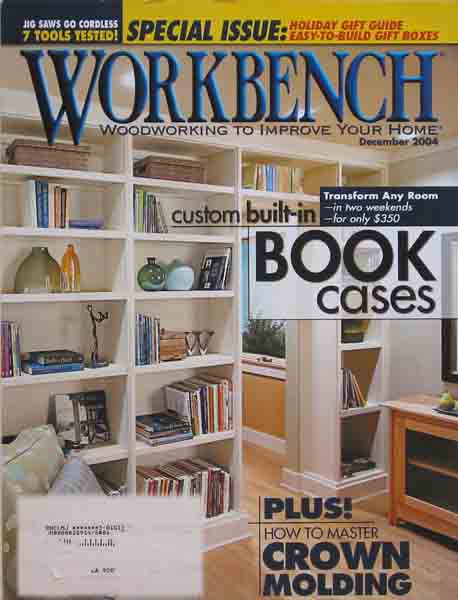 JIG SAWS GO CORDLESS
7 TOOLS TESTED!
SPECIAL ISSUE:
HOLIDAY GIFT GUIDE
EASY-TO-BUILD GIFT BOXES
WORKBENCH
WOODWORKING TO IMPROVE YOUR HOME®
December 2004
custom built-in
Transform Any Room
—in two weekends
—for only $350
BOOK
cases
PLUS!
HOW TO MASTER
CROWN
MOLDING